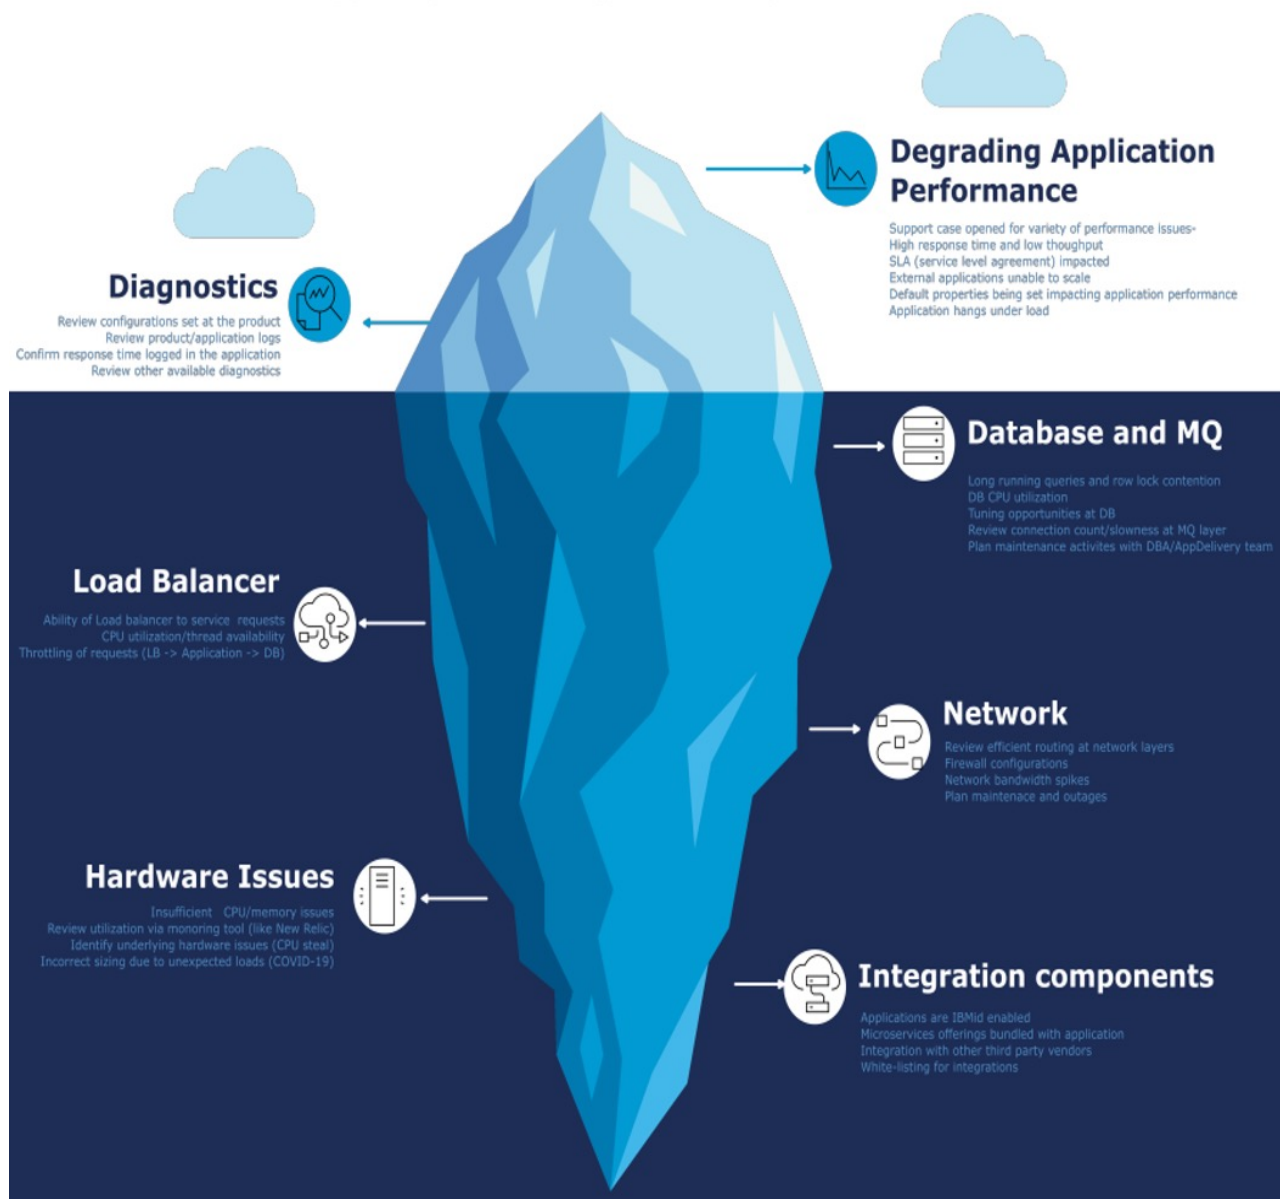 Degrading Application
Performance
Support case opened for variety of performance issues-
High response time and low thoughput
SLA (service level agreement) impacted
External applications unable to scale
Default properties being set impacting application performance
Application hangs under load
Diagnostics
Review configurations set at the product
Review product/application logs
Confirm response time logged in the application
Review other available diagnostics
Database and MQ
Long running queries and row lock contention
DB CPU utilization
Tuning opportunities at DB
Review connection count/slowness at MQ layer
Plan maintenance activites with DBA/AppDelivery team
Load Balancer
Ability of Load balancer to service requests
CPU utilization/thread availability
Throttling of requests (LB -> Application -> DB)
Network
Review efficient routing at network layers
Firewall configurations
Network bandwidth spikes
Plan maintenace and outages
Hardware Issues
Insufficient CPU/memory issues
Review utilization via monoring tool (like New Relic)
Identify underlying hardware issues (CPU steal)
Incorrect sizing due to unexpected loads (COVID-19)
Integration components
Applications are IBMid enabled
Microservices offerings bundled with application
Integration with other third party vendors
White-listing for integrations